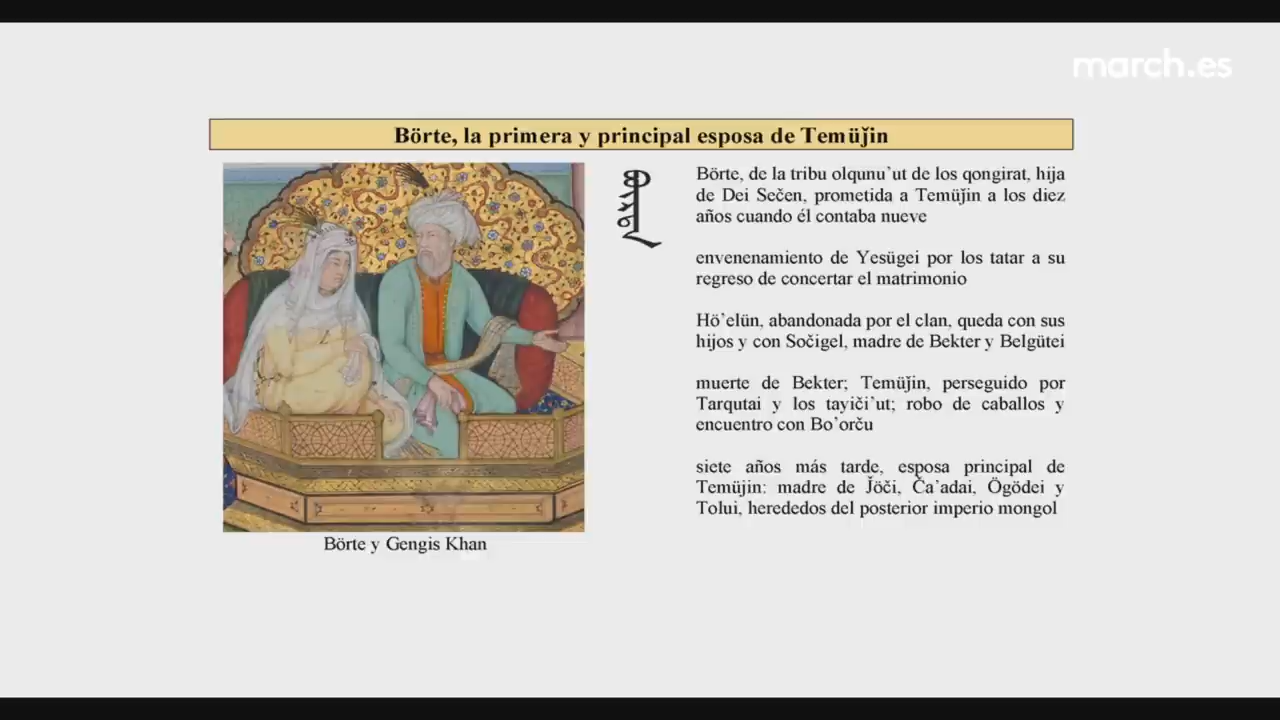 march.es
Börte, la primera y principal esposa de Temüǰin
Börte, de la tribu olqunu’ut de los qongirat, hija
de Dei Sečen, prometida a Temüǰin a los diez
años cuando él contaba nueve
envenenamiento de Yesügei por los tatar a su
regreso de concertar el matrimonio
Hö’elün, abandonada por el clan, queda con sus
hijos y con Sočigel, madre de Bekter y Belgütei
muerte de Bekter; Temüǰin, perseguido por
Tarqutai y los tayiči’ut; robo de caballos y
encuentro con Bo’orču
siete años más tarde, esposa principal de
Temüjin: madre de J̌öči, Ča’adai, Ögödei y
Tolui, herededos del posterior imperio mongol
Börte y Gengis Khan